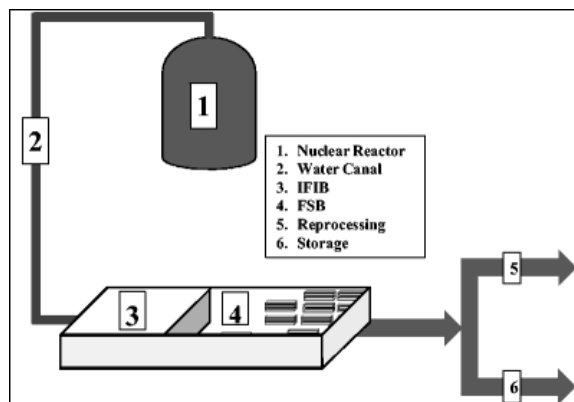 1
2
1. Nuclear Reactor
2. Water Canal
3. IFIB
4. FSB
5. Reprocessing
6. Storage
3
4
5
6